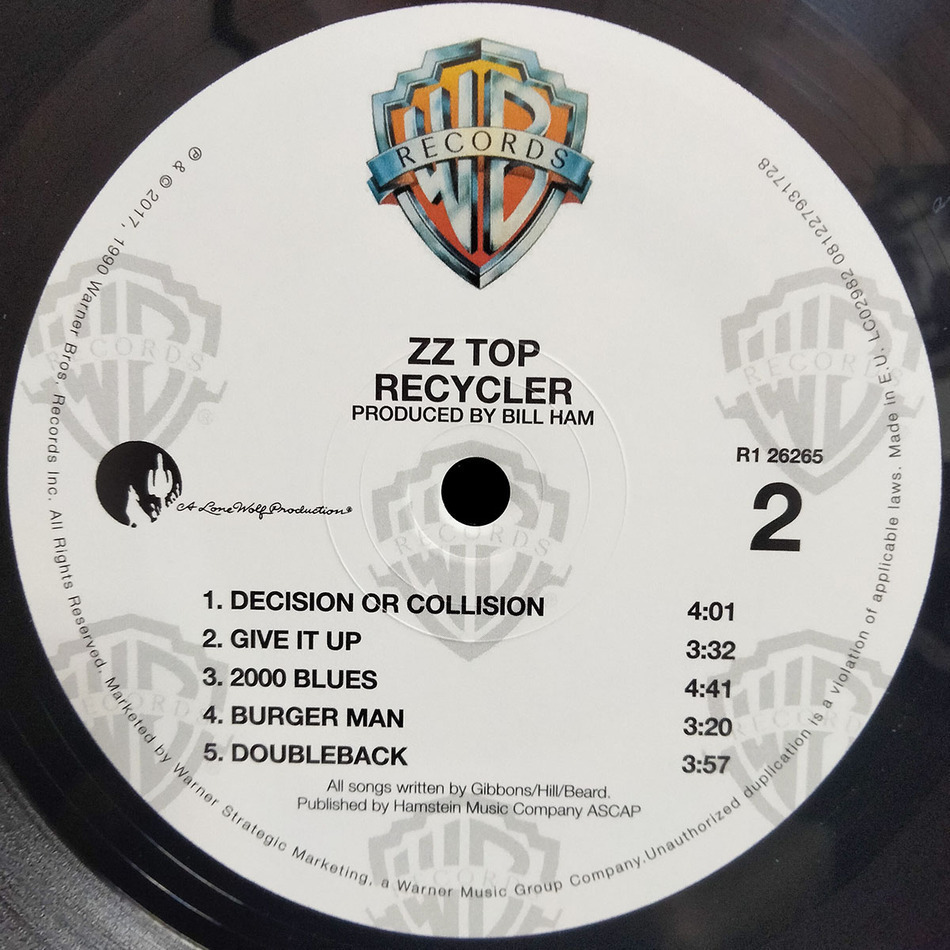 RECORDS
ZZ TOP
RECYCLER
PRODUCED BY BILL HAM
R1 26265
2
A Lone Wolf Production®
1. DECISION OR COLLISION 4:01
2. GIVE IT UP 3:32
3. 2000 BLUES 4:41
4. BURGER MAN 3:20
5. DOUBLEBACK 3:57
All songs written by Gibbons/Hill/Beard.
Published by Hamstein Music Company ASCAP
℗ & © 2017, 1990 Warner Bros. Records Inc. All Rights Reserved. Marketed by Warner Strategic Marketing, a Warner Music Group Company. Unauthorized duplication is a violation of applicable laws. Made in E.U. LC02982 081227931728